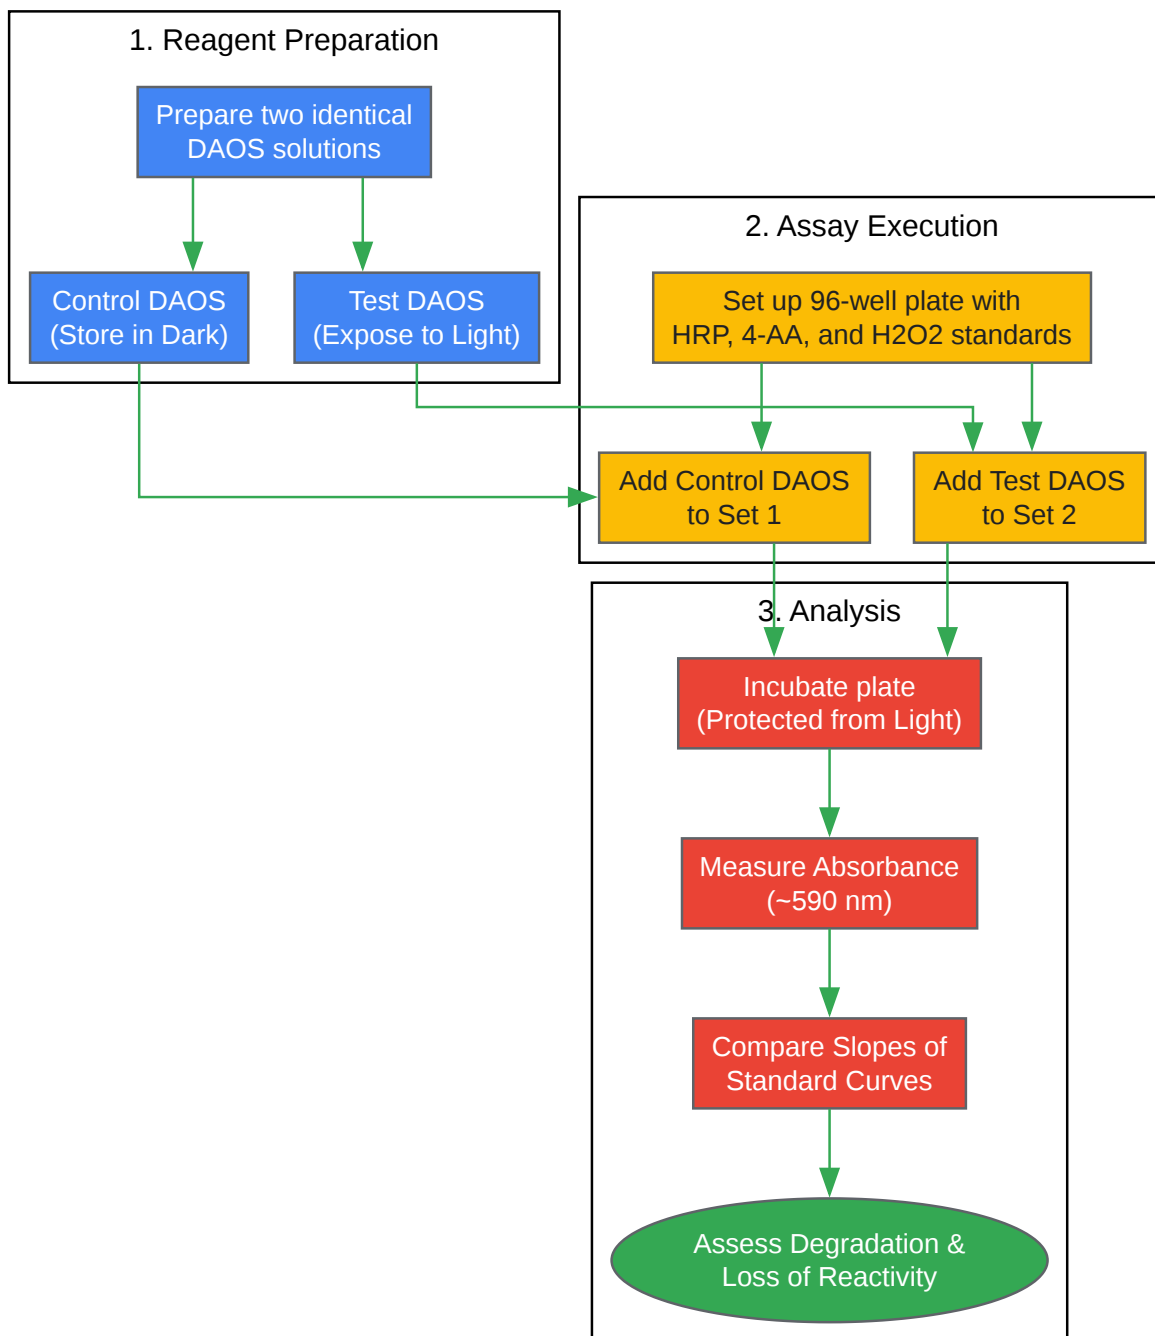 1. Reagent Preparation
Prepare two identical
DAOS solutions
Control DAOS
(Store in Dark)
Test DAOS
(Expose to Light)
2. Assay Execution
Set up 96-well plate with
HRP, 4-AA, and H2O2 standards
Add Control DAOS
to Set 1
Add Test DAOS
to Set 2
3. Analysis
Incubate plate
(Protected from Light)
Measure Absorbance
(~590 nm)
Compare Slopes of
Standard Curves
Assess Degradation &
Loss of Reactivity